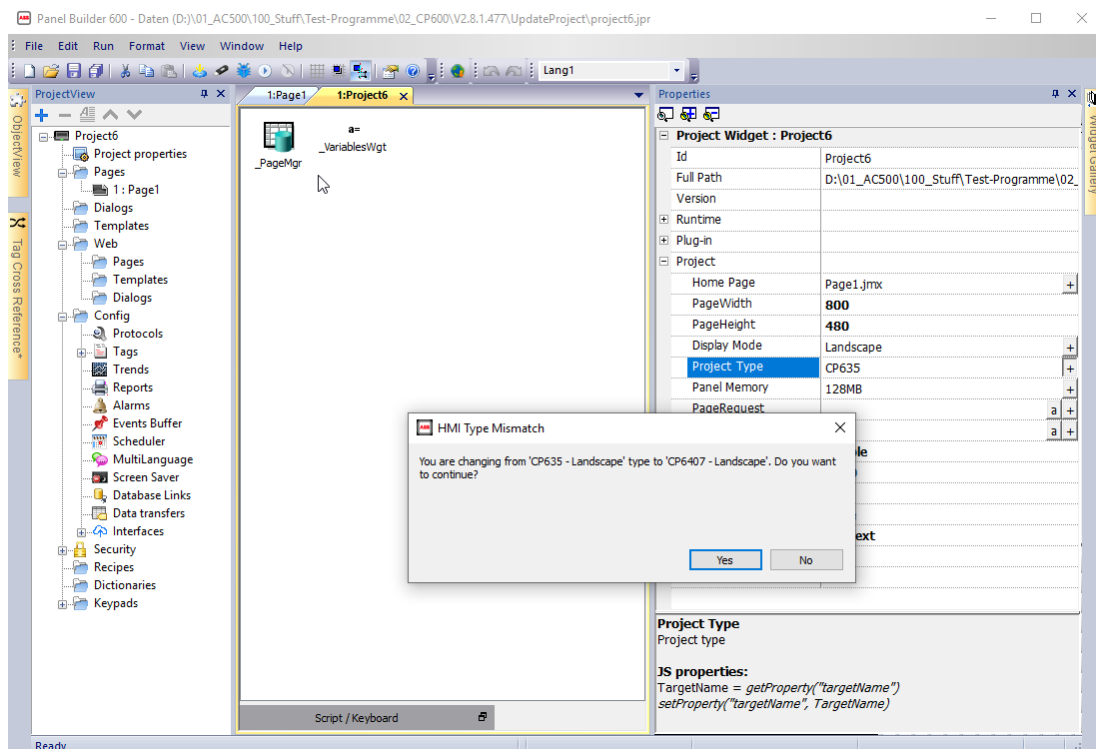 Panel Builder 600 - Daten (D:)\01_AC500\100_Stuff\Test-Programme\02_CP600\V2.8.1.477\UpdateProject\project6.jpr
File Edit Run Format View Window Help
Lang1
ObjectView
Tag Cross Reference*
ProjectView
Project6
Project properties
Pages
1 : Page1
Dialogs
Templates
Web
Pages
Templates
Dialogs
Config
Protocols
Tags
Trends
Reports
Alarms
Events Buffer
Scheduler
MultiLanguage
Screen Saver
Database Links
Data transfers
Interfaces
Security
Recipes
Dictionaries
Keypads
1:Page1 1:Project6
_PageMgr
a=
_VariablesWgt
Script / Keyboard
Properties
Project Widget : Project6
Id Project6
Full Path D:\01_AC500\100_Stuff\Test-Programme\02_
Version
Runtime
Plug-in
Project
Home Page Page1.jmx +
PageWidth 800
PageHeight 480
Display Mode Landscape +
Project Type CP635 +
Panel Memory 128MB +
PageRequest a +
a +
ext
Widget Gallery
ABB HMI Type Mismatch
You are changing from 'CP635 - Landscape' type to 'CP6407 - Landscape'. Do you want
to continue?
Yes No
Project Type
Project type
JS properties:
TargetName = getProperty("targetName")
setProperty("targetName", TargetName)
Ready